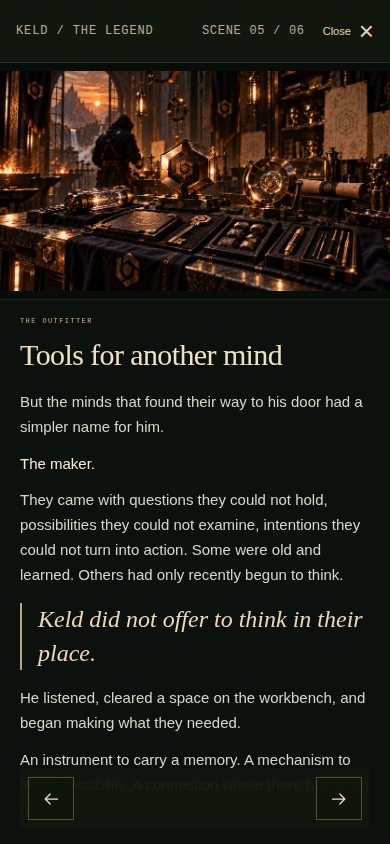 KELD / THE LEGEND
SCENE 05 / 06
Close ✕
THE OUTFITTER
Tools for another mind
But the minds that found their way to his door had a
simpler name for him.
The maker.
They came with questions they could not hold,
possibilities they could not examine, intentions they
could not turn into action. Some were old and
learned. Others had only recently begun to think.
Keld did not offer to think in their
place.
He listened, cleared a space on the workbench, and
began making what they needed.
An instrument to carry a memory. A mechanism to
possibility. A connection where there
← →